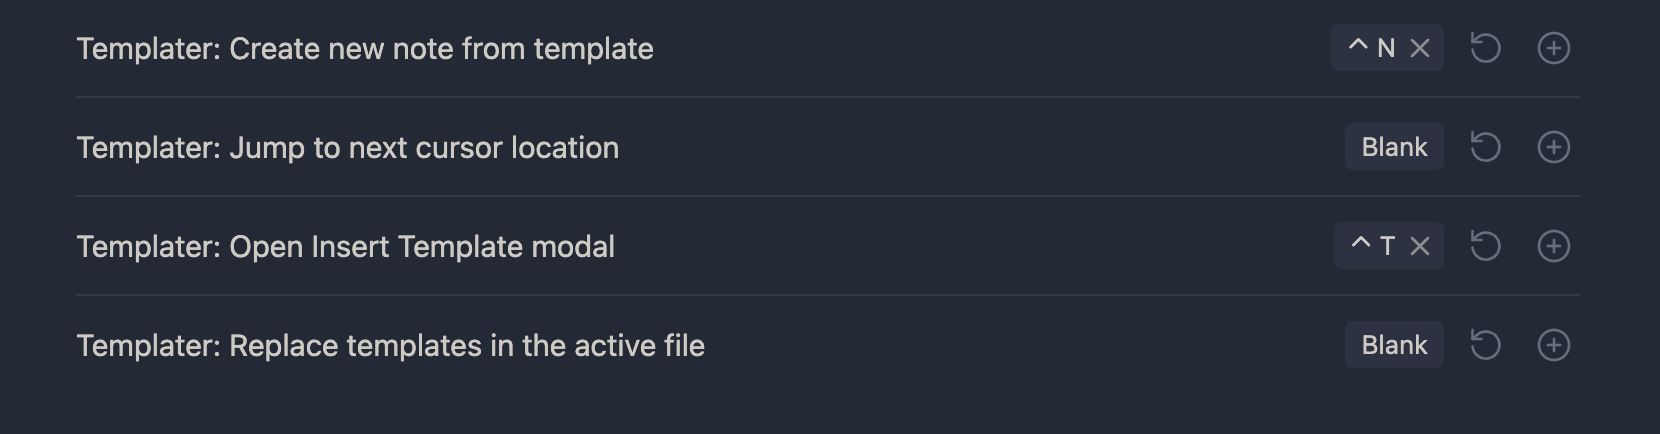 Templater: Create new note from template ^ N
Templater: Jump to next cursor location Blank
Templater: Open Insert Template modal ^ T
Templater: Replace templates in the active file Blank